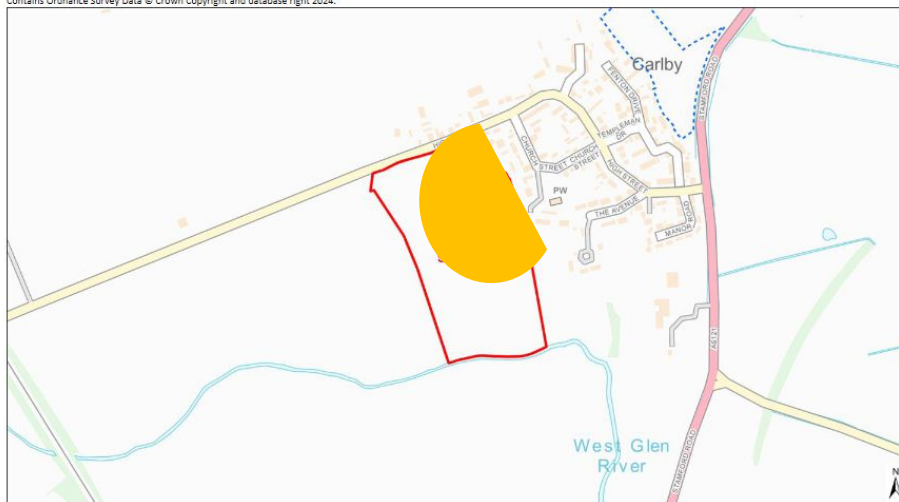 Contains Ordnance Survey Data © Crown Copyright and database right 2024.
Carlby
STAMFORD ROAD
FENTON DRIVE
TEMPLEMAN
DR
CHURCH STREET
CHURCH
STREET
HIGH STREET
PW
THE AVENUE
MANOR
ROAD
A6121
West Glen
River
STAMFORD ROAD
N